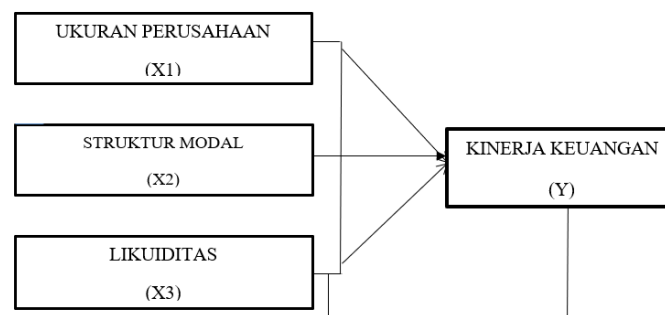 UKURAN PERUSAHAAN
(X1)
STRUKTUR MODAL
(X2)
LIKUIDITAS
(X3)
KINERJA KEUANGAN
(Y)